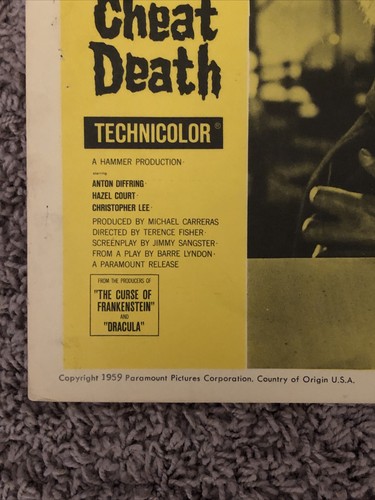 Cheat
Death
TECHNICOLOR®
A HAMMER PRODUCTION·
starring
ANTON DIFFRING·
HAZEL COURT·
CHRISTOPHER LEE·
PRODUCED BY MICHAEL CARRERAS
DIRECTED BY TERENCE FISHER·
SCREENPLAY BY JIMMY SANGSTER·
FROM A PLAY BY BARRE LYNDON·
A PARAMOUNT RELEASE
FROM THE PRODUCERS OF
"THE CURSE OF
FRANKENSTEIN"
AND
"DRACULA"
Copyright 1959 Paramount Pictures Corporation. Country of Origin U.S.A.